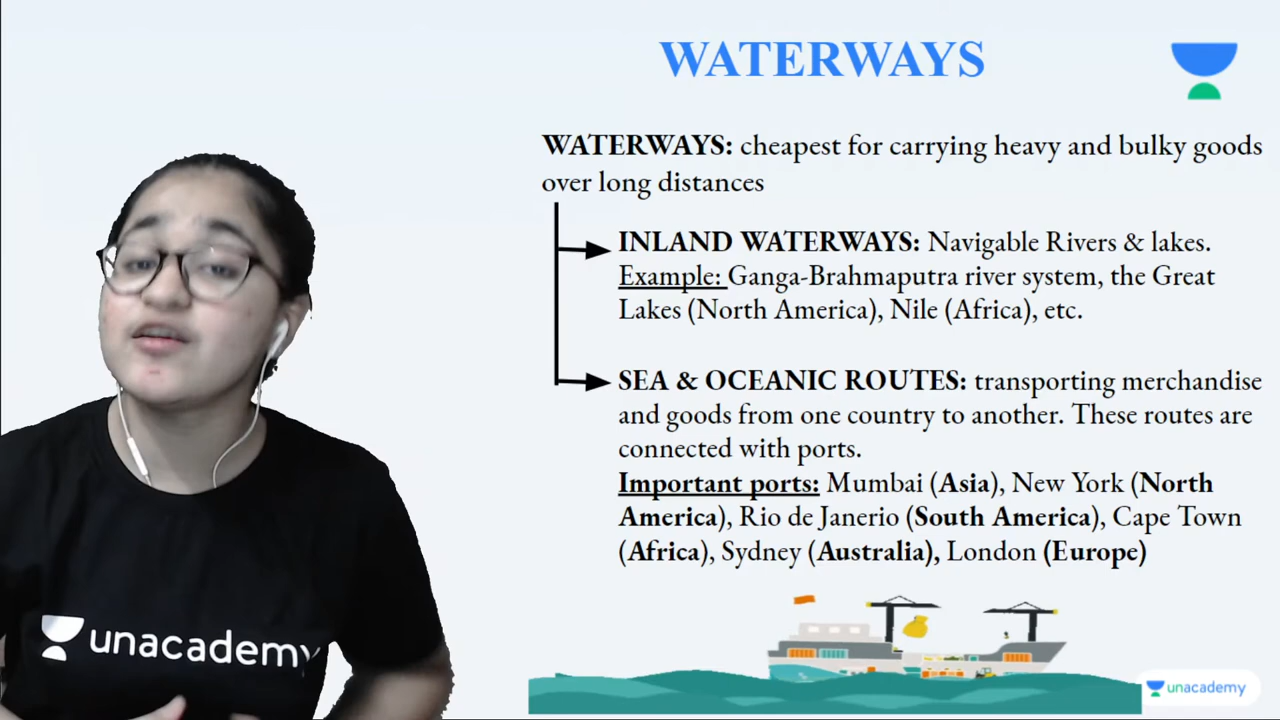 WATERWAYS
WATERWAYS: cheapest for carrying heavy and bulky goods
over long distances
INLAND WATERWAYS: Navigable Rivers & lakes.
Example: Ganga-Brahmaputra river system, the Great
Lakes (North America), Nile (Africa), etc.
SEA & OCEANIC ROUTES: transporting merchandise
and goods from one country to another. These routes are
connected with ports.
Important ports: Mumbai (Asia), New York (North
America), Rio de Janerio (South America), Cape Town
(Africa), Sydney (Australia), London (Europe)
unacademy
unacademy